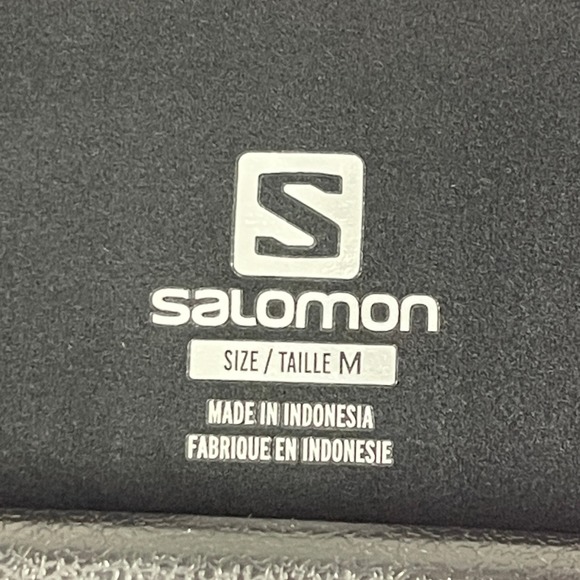 S
salomon
SIZE / TAILLE M
MADE IN INDONESIA
FABRIQUE EN INDONESIE